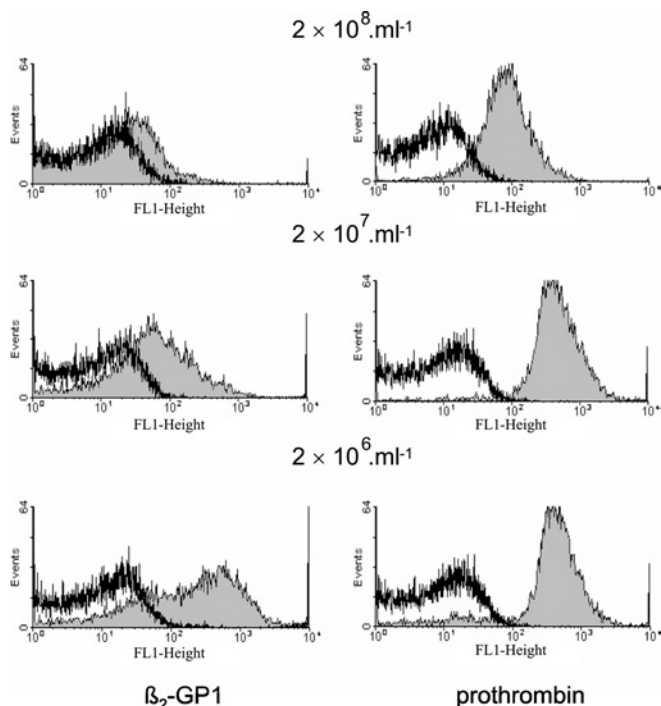 2 × 10⁸.ml⁻¹
64
Events
0
10⁰ 10¹ 10² 10³ 10⁴
FL1-Height
64
Events
0
10⁰ 10¹ 10² 10³ 10⁴
FL1-Height
2 × 10⁷.ml⁻¹
64
Events
0
10⁰ 10¹ 10² 10³ 10⁴
FL1-Height
64
Events
0
10⁰ 10¹ 10² 10³ 10⁴
FL1-Height
2 × 10⁶.ml⁻¹
64
Events
0
10⁰ 10¹ 10² 10³ 10⁴
FL1-Height
64
Events
0
10⁰ 10¹ 10² 10³ 10⁴
FL1-Height
ß₂-GP1 prothrombin